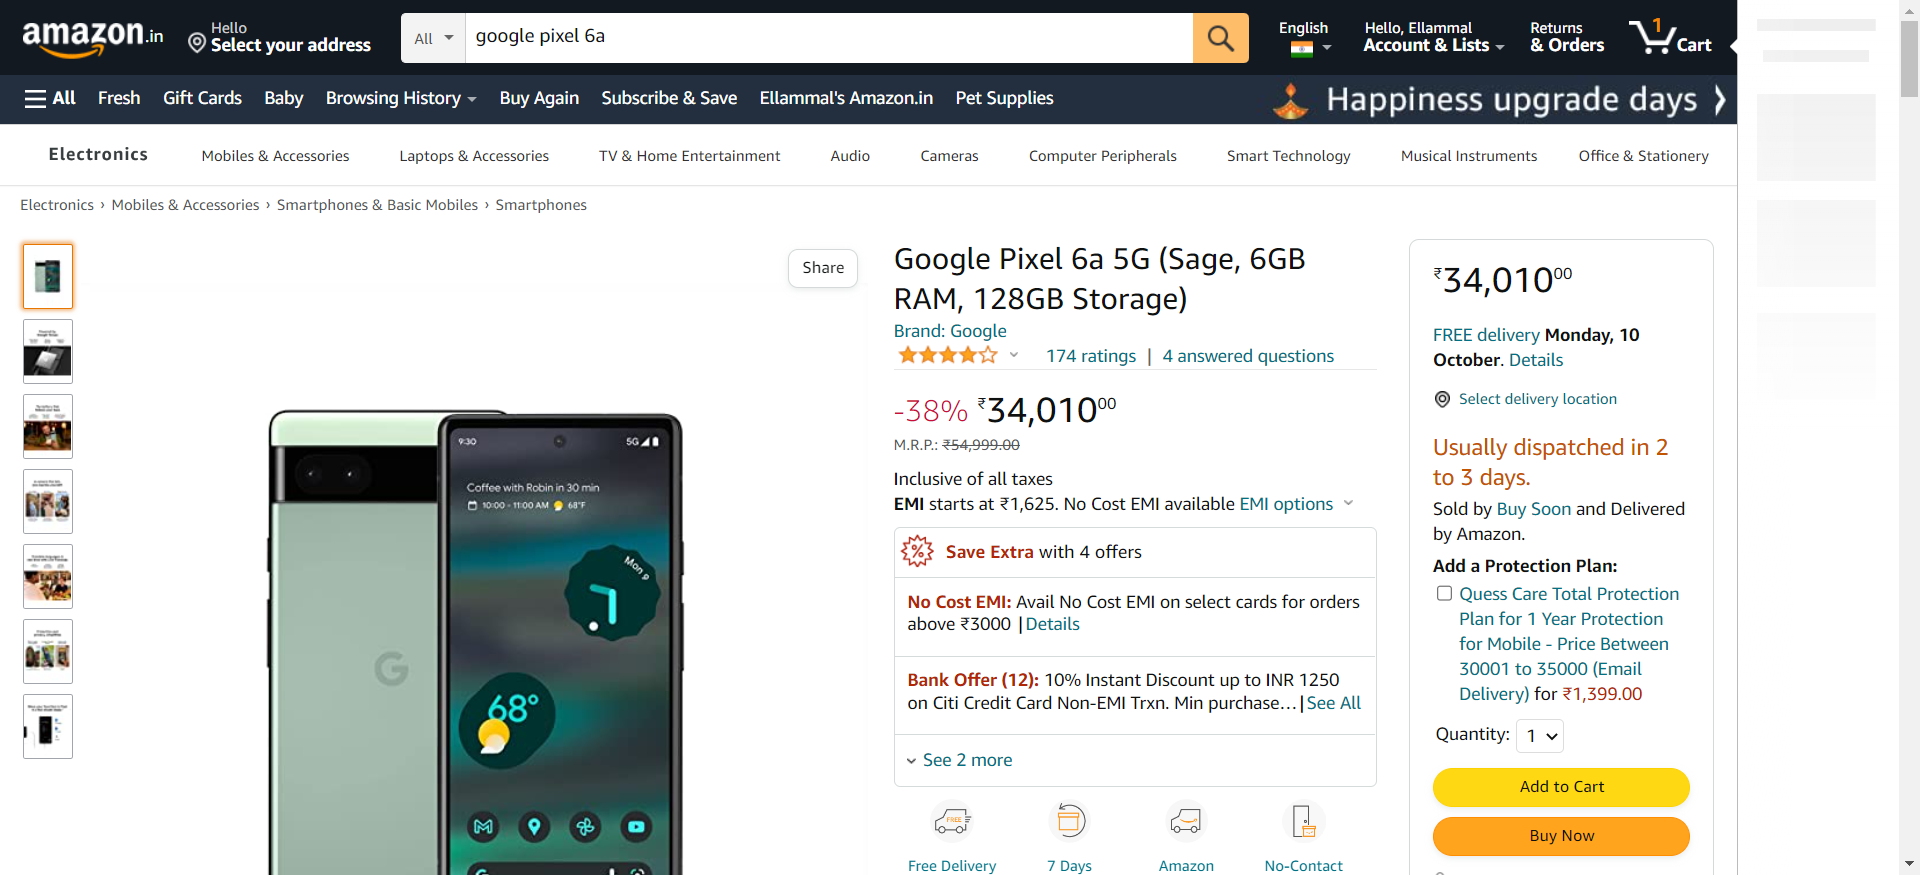 amazon.in
Hello
Select your address
All
google pixel 6a
English
Hello, Ellammal
Account & Lists
Returns
& Orders
1
Cart
All
Fresh
Gift Cards
Baby
Browsing History
Buy Again
Subscribe & Save
Ellammal's Amazon.in
Pet Supplies
Happiness upgrade days
Electronics
Mobiles & Accessories
Laptops & Accessories
TV & Home Entertainment
Audio
Cameras
Computer Peripherals
Smart Technology
Musical Instruments
Office & Stationery
Electronics › Mobiles & Accessories › Smartphones & Basic Mobiles › Smartphones
Share
9:30
5G
Coffee with Robin in 30 min
10:00 - 11:00 AM
68°F
Mon 9
G
68°
Google Pixel 6a 5G (Sage, 6GB
RAM, 128GB Storage)
Brand: Google
174 ratings | 4 answered questions
-38% ₹34,01000
M.R.P.: ₹54,999.00
Inclusive of all taxes
EMI starts at ₹1,625. No Cost EMI available EMI options
Save Extra with 4 offers
No Cost EMI: Avail No Cost EMI on select cards for orders
above ₹3000 | Details
Bank Offer (12): 10% Instant Discount up to INR 1250
on Citi Credit Card Non-EMI Trxn. Min purchase… | See All
See 2 more
FREE
Free Delivery
7 Days
Amazon
No-Contact
₹34,01000
FREE delivery Monday, 10
October. Details
Select delivery location
Usually dispatched in 2
to 3 days.
Sold by Buy Soon and Delivered
by Amazon.
Add a Protection Plan:
Quess Care Total Protection
Plan for 1 Year Protection
for Mobile - Price Between
30001 to 35000 (Email
Delivery) for ₹1,399.00
Quantity: 1
Add to Cart
Buy Now